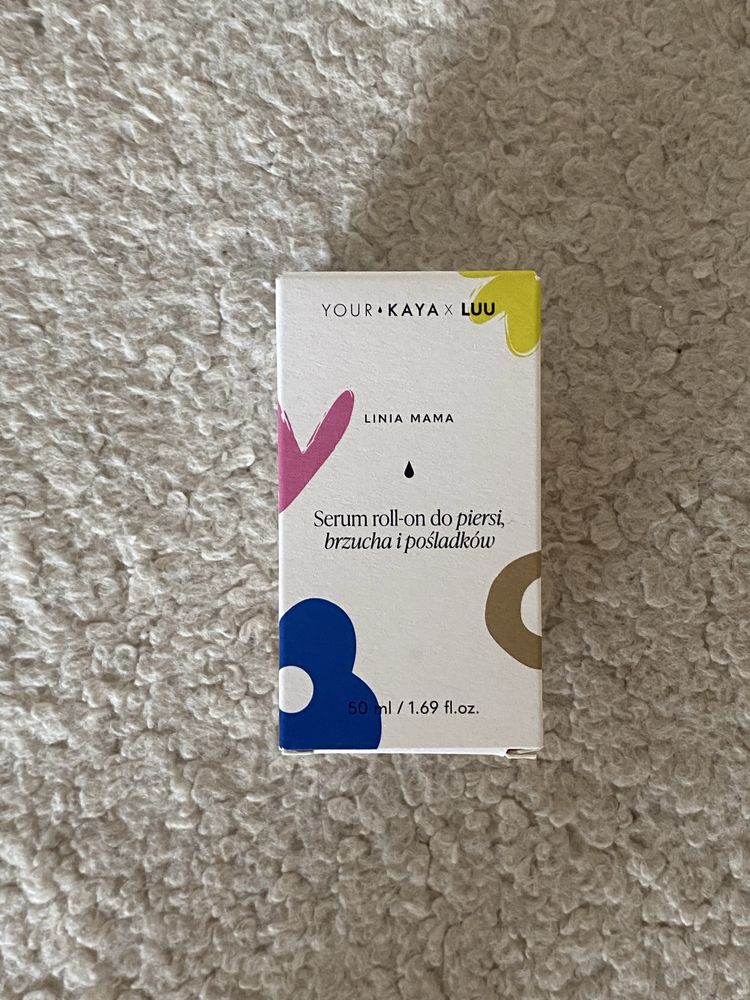 YOUR KAYA X LUU
LINIA MAMA
Serum roll-on do piersi,
brzucha i pośladków
50 ml / 1.69 fl.oz.